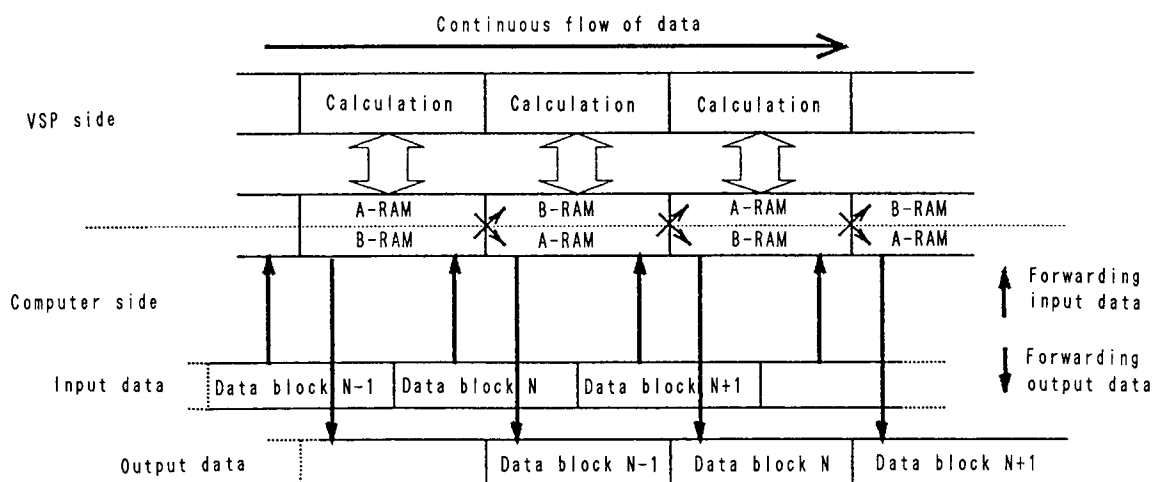 Continuous flow of data
VSP side
Calculation Calculation Calculation
A-RAM B-RAM A-RAM B-RAM
B-RAM A-RAM B-RAM A-RAM
Computer side
Forwarding
input data
Forwarding
output data
Input data
Data block N-1 Data block N Data block N+1
Output data
Data block N-1 Data block N Data block N+1